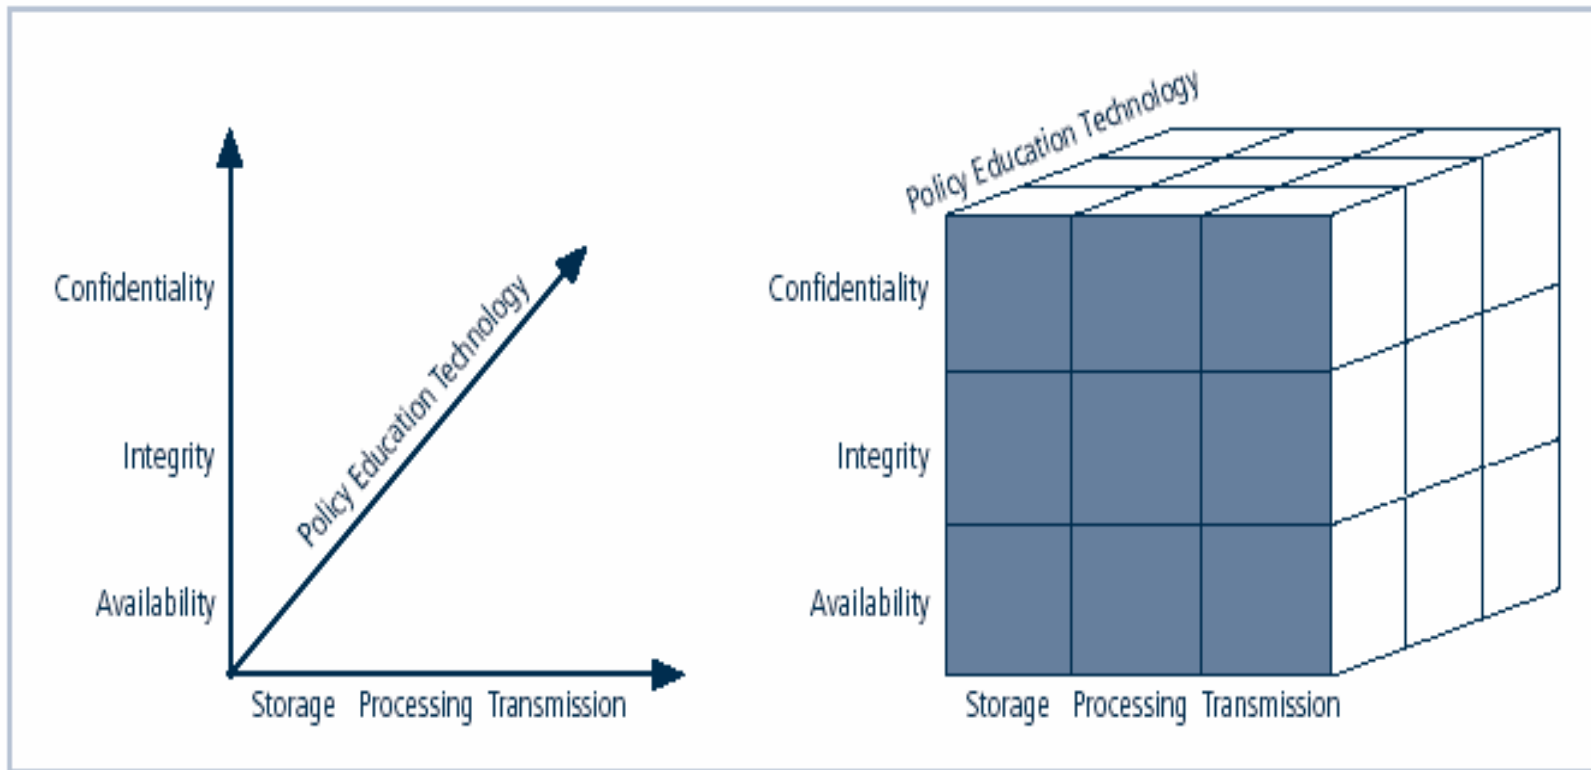 Policy Education Technology
Confidentiality
Integrity
Availability
Storage Processing Transmission
Policy Education Technology
Confidentiality
Integrity
Availability
Storage Processing Transmission